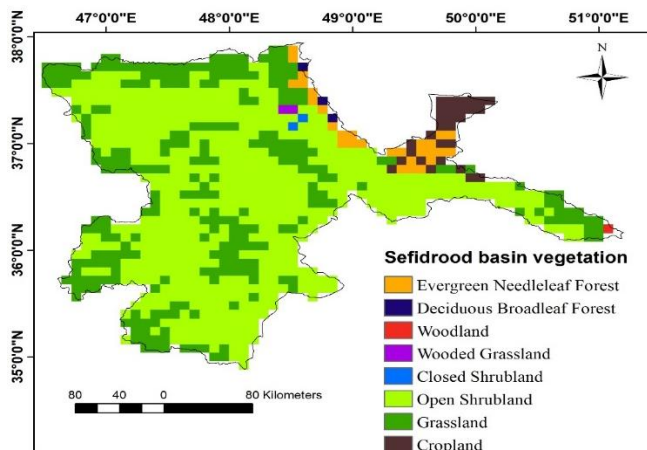 47°0'0"N 48°0'0"N 49°0'0"N 50°0'0"N 51°0'0"N
38°0'0"N
37°0'0"N
36°0'0"N
35°0'0"N
N
Sefidrood basin vegetation
Evergreen Needleleaf Forest
Deciduous Broadleaf Forest
Woodland
Wooded Grassland
Closed Shrubland
Open Shrubland
Grassland
Cropland
80 40 0 80 Kilometers